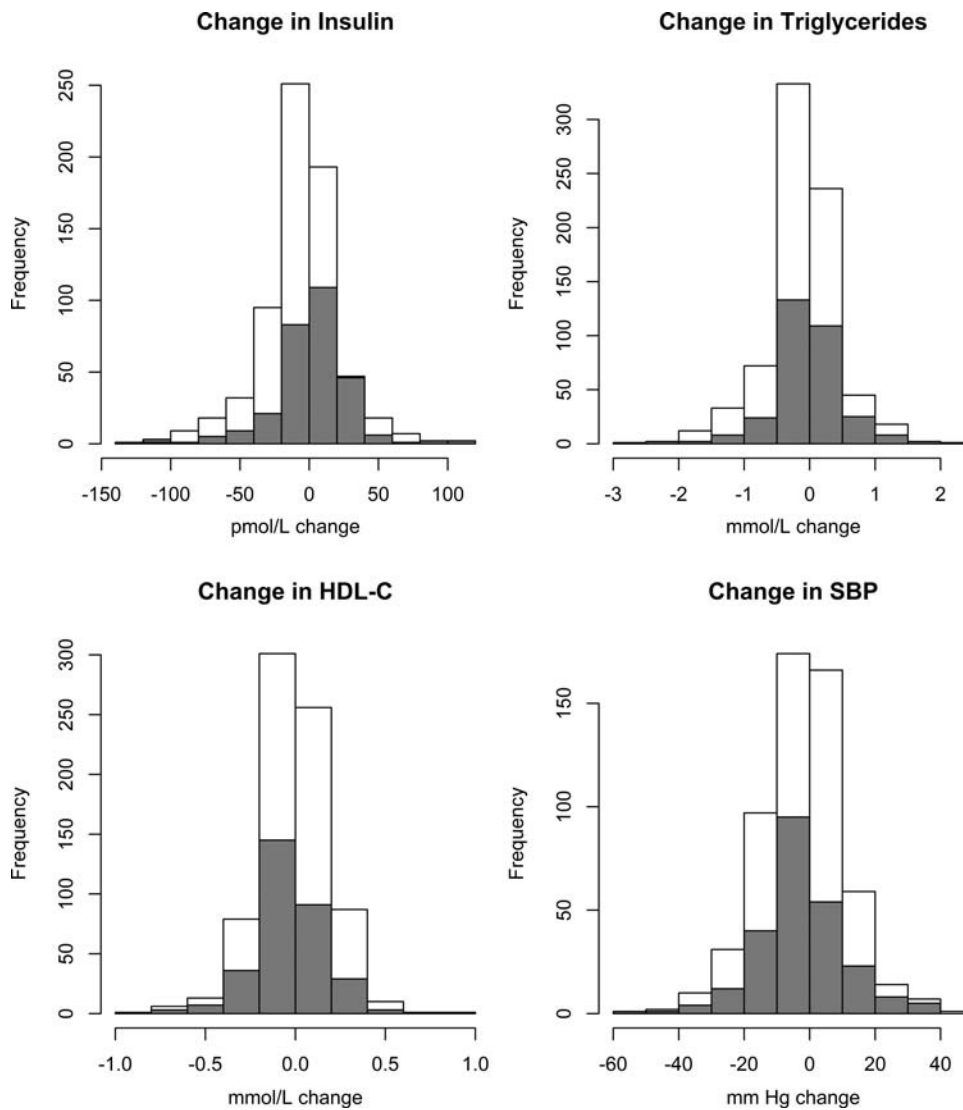 Change in Insulin
Frequency
250
200
150
100
50
0
-150 -100 -50 0 50 100
pmol/L change
Change in Triglycerides
Frequency
300
250
200
150
100
50
0
-3 -2 -1 0 1 2
mmol/L change
Change in HDL-C
Frequency
300
250
200
150
100
50
0
-1.0 -0.5 0.0 0.5 1.0
mmol/L change
Change in SBP
Frequency
150
100
50
0
-60 -40 -20 0 20 40
mm Hg change